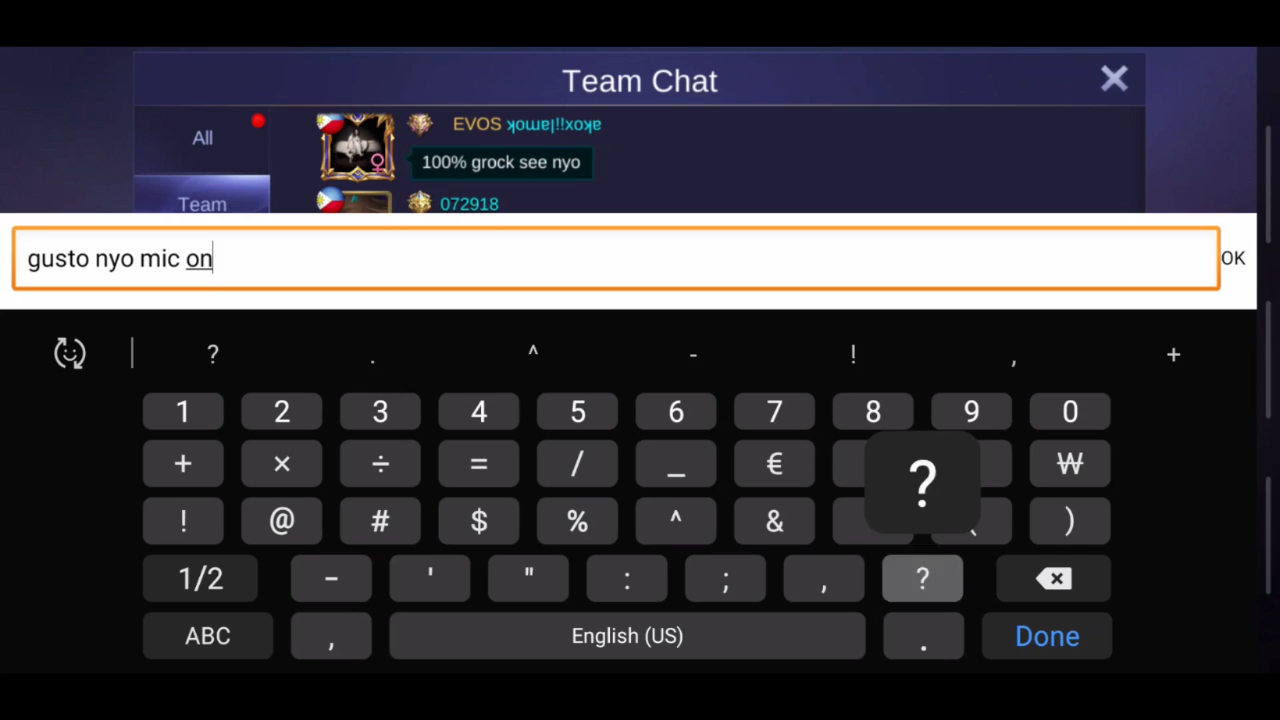 Team Chat
All
EVOS ʞoɯɐ|!!xoʞɐ
100% grock see nyo
Team
072918
gusto nyo mic on
OK
? . ^ - ! , +
1 2 3 4 5 6 7 8 9 0
+ × ÷ = / _ € ₩
?
! @ # $ % ^ & )
1/2 - ' " : ; , ?
ABC , English (US) . Done